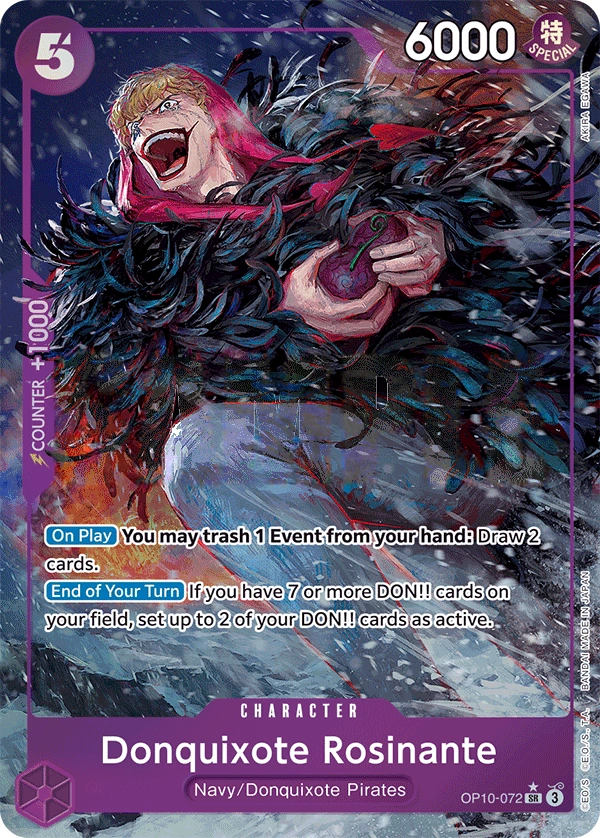 5
6000
特
SPECIAL
AKIRA EGAWA
COUNTER +1000
On Play You may trash 1 Event from your hand: Draw 2
cards.
End of Your Turn If you have 7 or more DON!! cards on
your field, set up to 2 of your DON!! cards as active.
CHARACTER
Donquixote Rosinante
Navy/Donquixote Pirates
OP10-072 SR 3
©E.O/S ©E.O./S., T.A. BANDAI MADE IN JAPAN